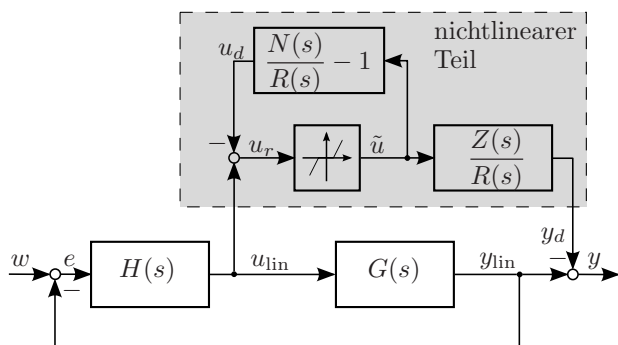 nichtlinearer
Teil
u_d
N(s)
R(s)
− 1
−
u_r
ũ
Z(s)
R(s)
y_d
w
e
−
H(s)
u_lin
G(s)
y_lin
−
y